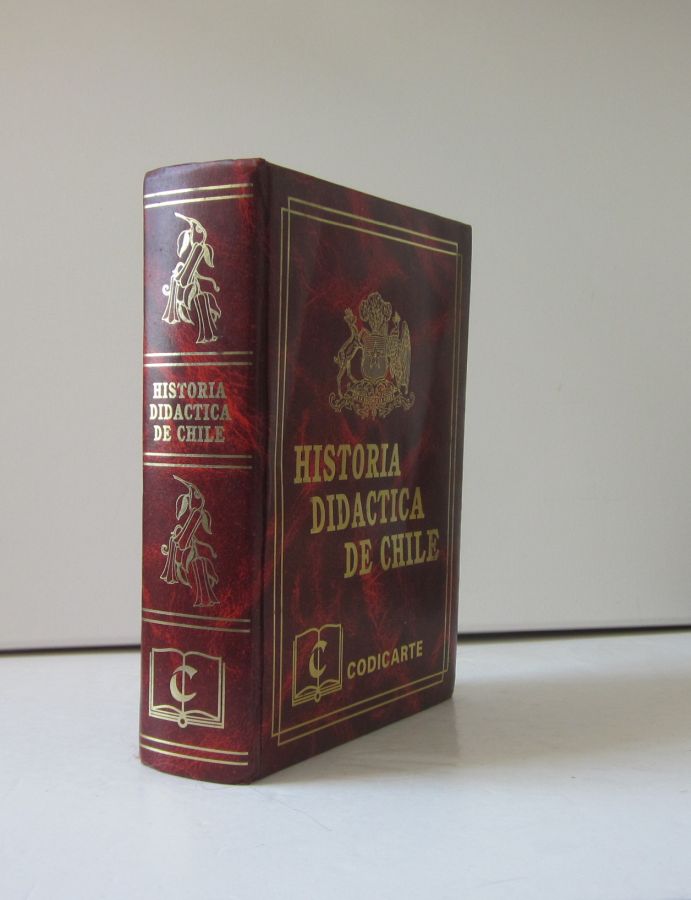 HISTORIA
DIDACTICA
DE CHILE
C
HISTORIA
DIDACTICA
DE CHILE
C
CODICARTE